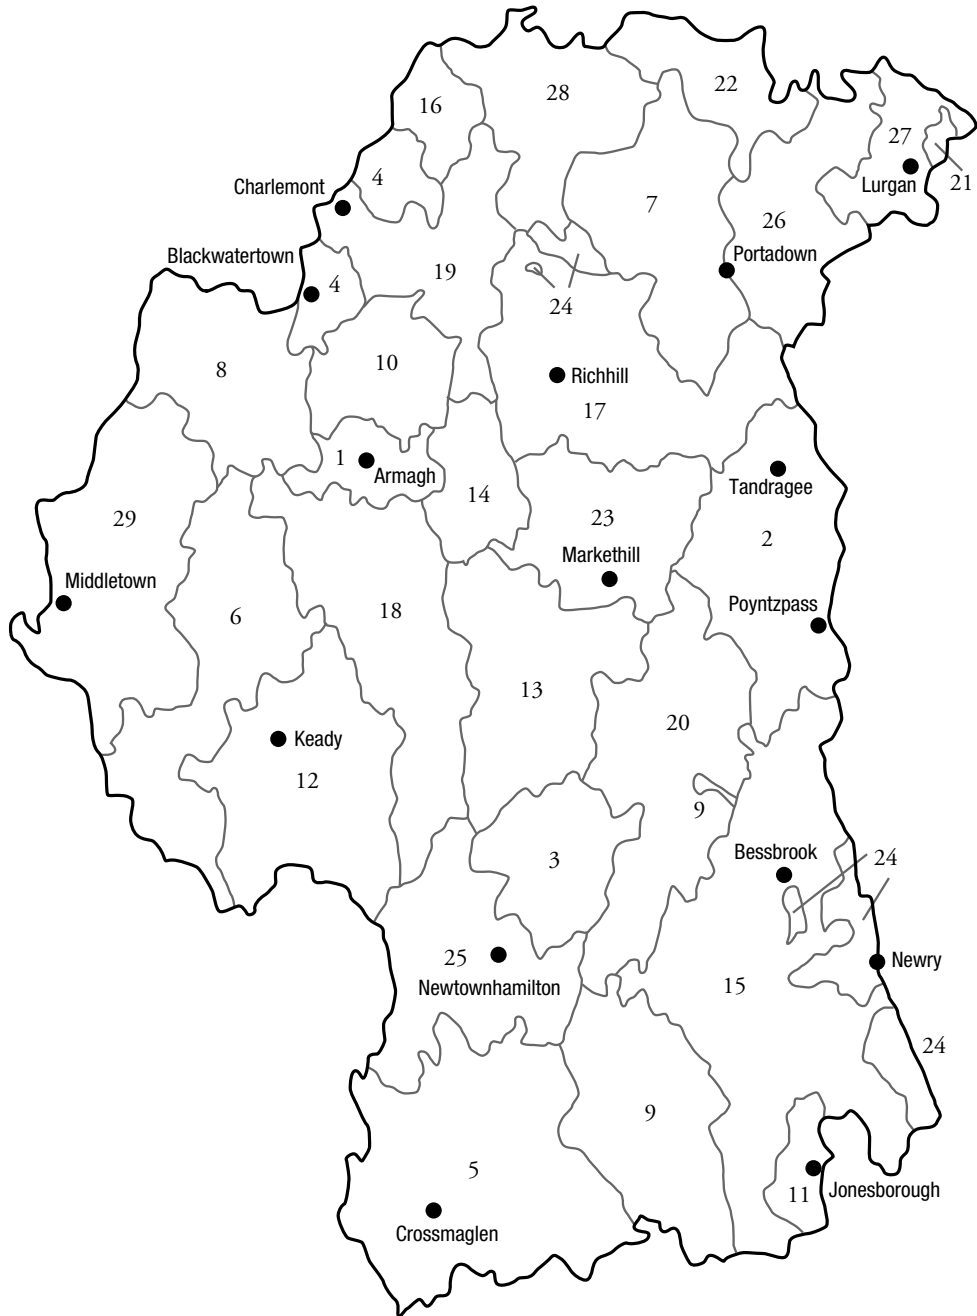 22
28
16
27
4
21
Charlemont
Lurgan
7
26
Blackwatertown
Portadown
19
4
24
10
8
Richhill
17
1
Armagh
Tandragee
14
29
23
2
Markethill
Middletown
18
6
Poyntzpass
13
20
Keady
12
9
3
Bessbrook
24
25
Newry
Newtownhamilton
15
24
9
5
11
Jonesborough
Crossmaglen